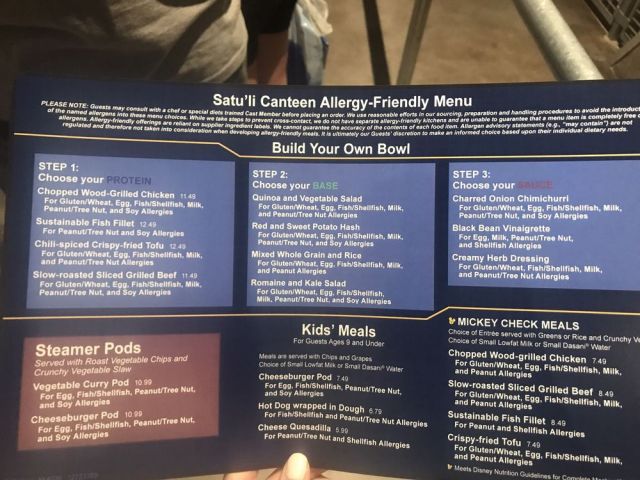 Satu'li Canteen Allergy-Friendly Menu
PLEASE NOTE: Guests may consult with a chef or special diets trained Cast Member before placing an order. We use reasonable efforts in our sourcing, preparation and handling procedures to avoid the introduction
of the named allergens into these menu choices. While we take steps to prevent cross-contact, we do not have separate allergy-friendly kitchens and are unable to guarantee that a menu item is completely free of
allergens. Allergy-friendly offerings are reliant on supplier ingredient labels. We cannot guarantee the accuracy of the contents of each food item. Allergen advisory statements (e.g., "may contain") are not
regulated and therefore not taken into consideration when developing allergy-friendly meals. It is ultimately our Guests' discretion to make an informed choice based upon their individual dietary needs.
Build Your Own Bowl
STEP 1:
Choose your PROTEIN
Chopped Wood-Grilled Chicken 11.49
For Gluten/Wheat, Egg, Fish/Shellfish, Milk,
Peanut/Tree Nut, and Soy Allergies
Sustainable Fish Fillet 12.49
For Peanut/Tree Nut and Soy Allergies
Chili-spiced Crispy-fried Tofu 12.49
For Gluten/Wheat, Egg, Fish/Shellfish, Milk,
and Peanut/Tree Nut Allergies
Slow-roasted Sliced Grilled Beef 11.49
For Gluten/Wheat, Egg, Fish/Shellfish, Milk,
Peanut/Tree Nut, and Soy Allergies
STEP 2:
Choose your BASE
Quinoa and Vegetable Salad
For Gluten/Wheat, Egg, Fish/Shellfish, Milk,
and Peanut/Tree Nut Allergies
Red and Sweet Potato Hash
For Gluten/Wheat, Egg, Fish/Shellfish, Milk,
and Peanut/Tree Nut Allergies
Mixed Whole Grain and Rice
For Gluten/Wheat, Egg, Fish/Shellfish, Milk,
and Peanut Allergies
Romaine and Kale Salad
For Gluten/Wheat, Egg, Fish/Shellfish,
Milk, Peanut/Tree Nut, and Soy Allergies
STEP 3:
Choose your SAUCE
Charred Onion Chimichurri
For Gluten/Wheat, Egg, Fish/Shellfish, Milk,
Peanut/Tree Nut, and Soy Allergies
Black Bean Vinaigrette
For Egg, Milk, Peanut/Tree Nut,
and Shellfish Allergies
Creamy Herb Dressing
For Gluten/Wheat, Egg, Fish/Shellfish, Milk,
Peanut/Tree Nut, and Soy Allergies
Steamer Pods
Served with Roast Vegetable Chips and
Crunchy Vegetable Slaw
Vegetable Curry Pod 10.99
For Egg, Fish/Shellfish, Peanut/Tree Nut,
and Soy Allergies
Cheeseburger Pod 10.99
For Egg, Fish/Shellfish, Peanut/Tree Nut,
and Soy Allergies
Kids' Meals
For Guests Ages 9 and Under
Meals are served with Chips and Grapes
Choice of Small Lowfat Milk or Small Dasani® Water
Cheeseburger Pod 7.49
For Egg, Fish/Shellfish, Peanut/Tree Nut,
and Soy Allergies
Hot Dog wrapped in Dough 6.79
For Fish/Shellfish and Peanut/Tree Nut Allergies
Cheese Quesadilla 5.99
For Peanut/Tree Nut and Shellfish Allergies
MICKEY CHECK MEALS
Choice of Entrée served with Greens or Rice and Crunchy Ve
Choice of Small Lowfat Milk or Small Dasani® Water
Chopped Wood-grilled Chicken 7.49
For Gluten/Wheat, Egg, Fish/Shellfish, Milk,
and Peanut Allergies
Slow-roasted Sliced Grilled Beef 8.49
For Gluten/Wheat, Egg, Fish/Shellfish, Milk,
and Peanut Allergies
Sustainable Fish Fillet 8.49
For Peanut and Soy Allergies
Crispy-fried Tofu 7.49
For Gluten/Wheat, Egg, Fish/Shellfish, Milk,
and Peanut Allergies
Meets Disney Nutrition Guidelines for Complete